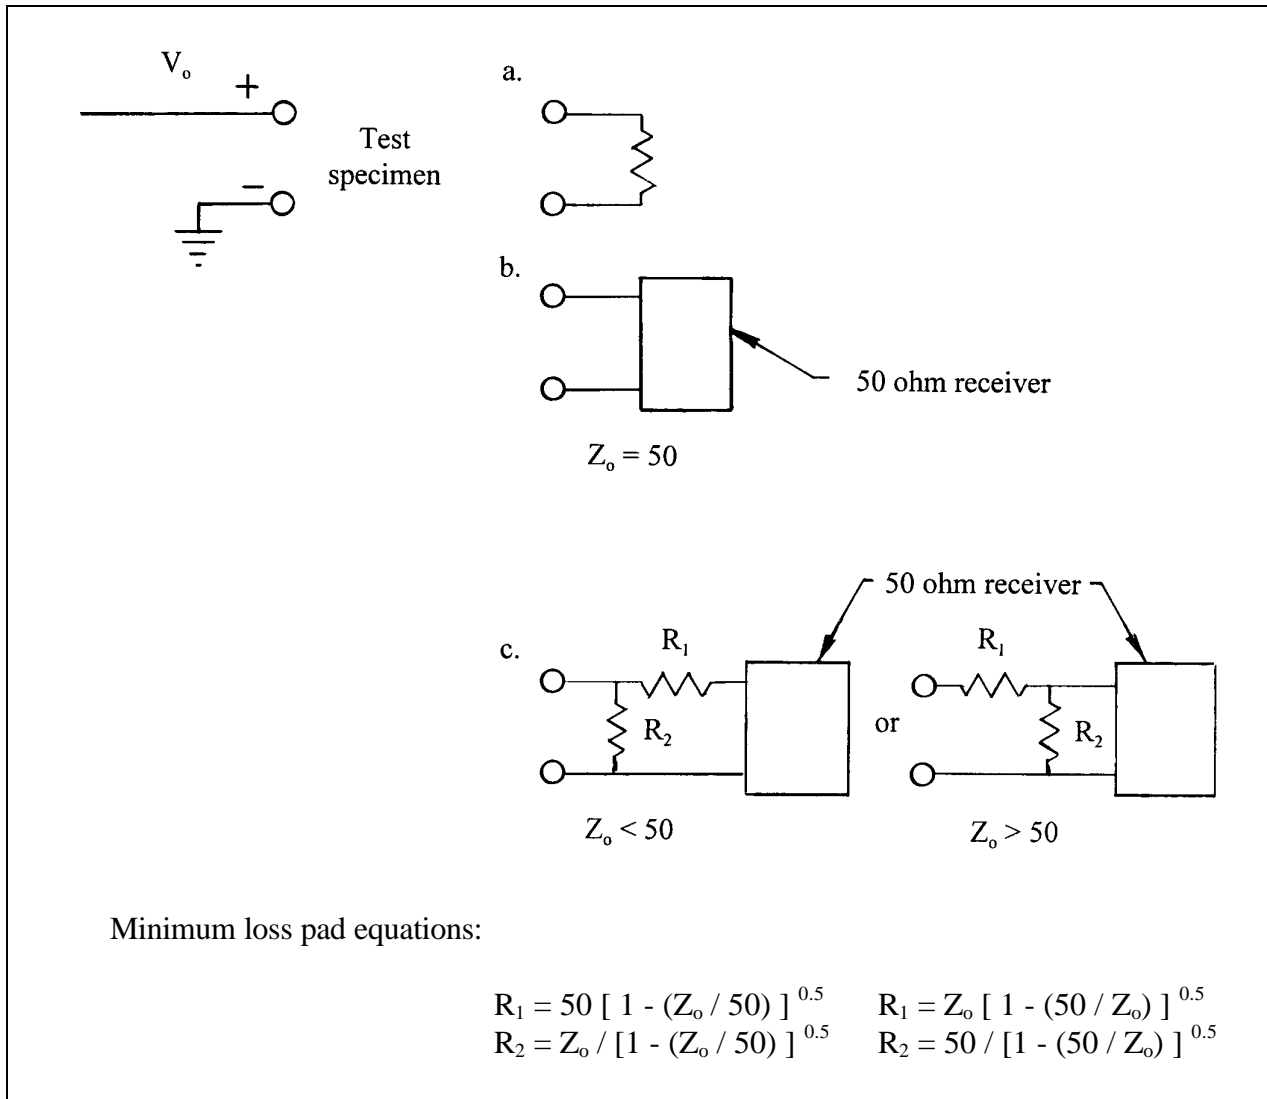 Vₒ
+
−
Test
specimen
a.
b.
50 ohm receiver
Zₒ = 50
50 ohm receiver
c.
R₁
R₂
or
R₁
R₂
Zₒ < 50
Zₒ > 50
Minimum loss pad equations:
R₁ = 50 [ 1 - (Zₒ / 50) ] ⁰·⁵ R₁ = Zₒ [ 1 - (50 / Zₒ) ] ⁰·⁵
R₂ = Zₒ / [1 - (Zₒ / 50) ] ⁰·⁵ R₂ = 50 / [1 - (50 / Zₒ) ] ⁰·⁵